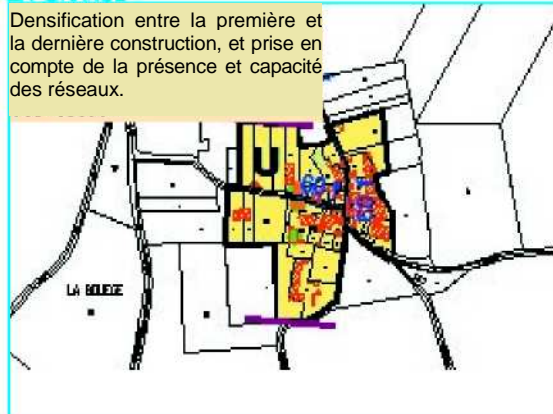 Densification entre la première et
la dernière construction, et prise en
compte de la présence et capacité
des réseaux.
U
LA BOUEGE